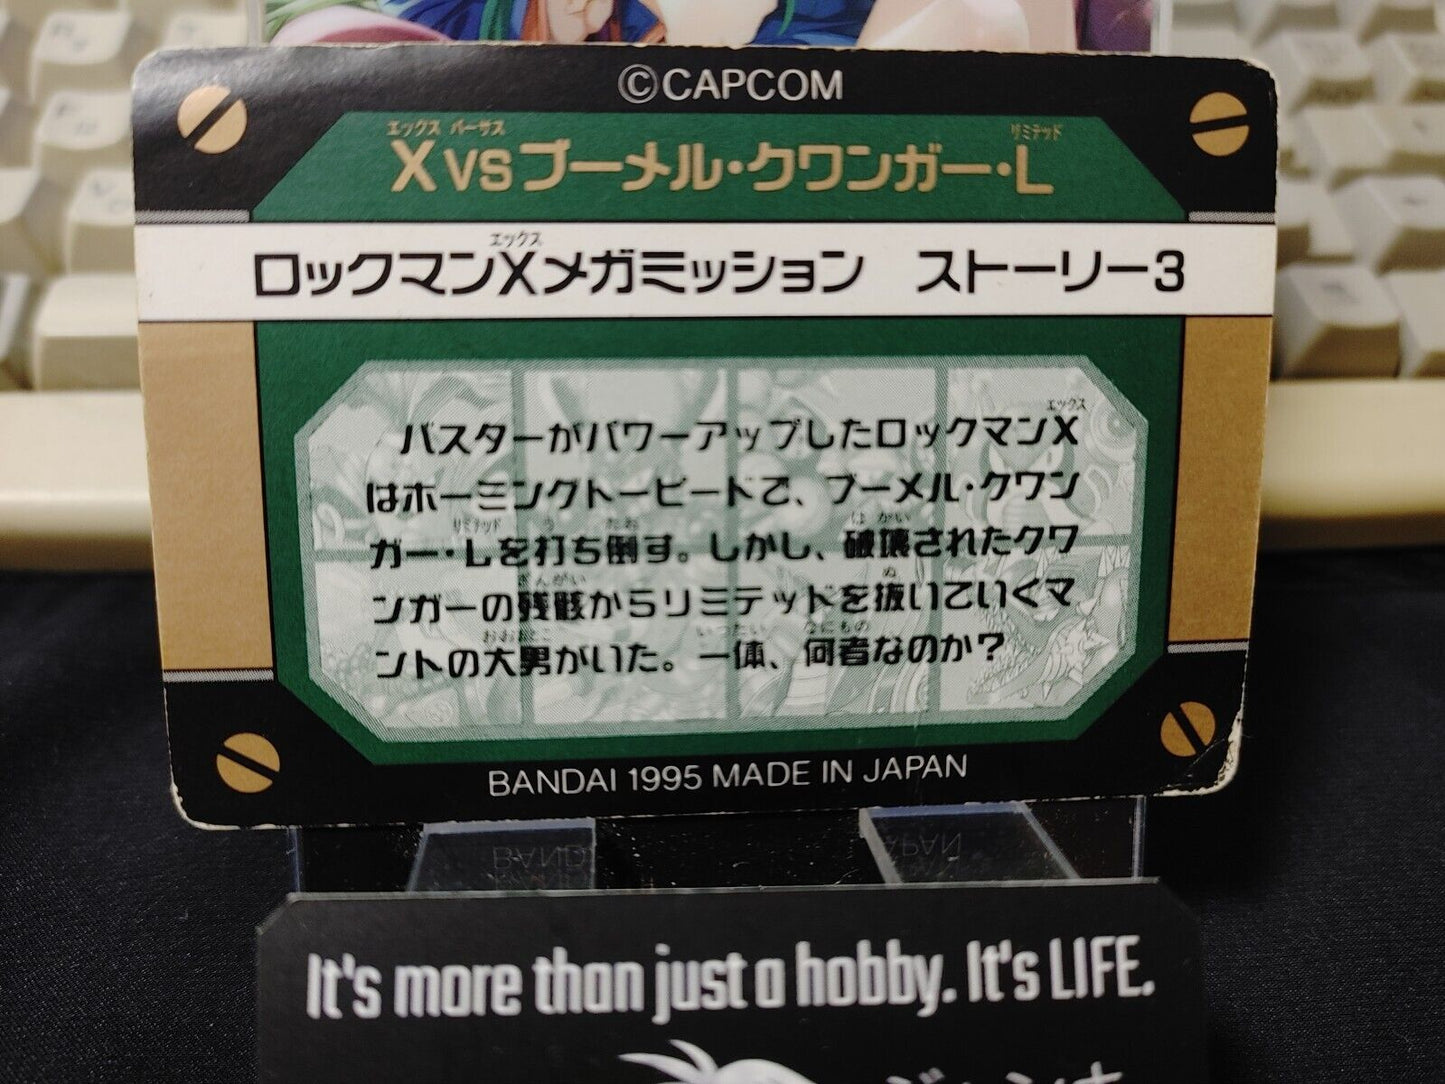 ©CAPCOM
エックス バーサス リミテッド
X VS ブーメル・クワンガー・L
エックス
ロックマンXメガミッション ストーリー3
エックス
バスターがパワーアップしたロックマンX
はホーミングトーピードで、ブーメル・クワン
リミテッド う たお は かい
ガー・Lを打ち倒す。しかし、破壊されたクワ
ざんがい ぬ
ンガーの残骸からリミテッドを抜いていくマ
おおおとこ いったい なにもの
ントの大男がいた。一体、何者なのか?
BANDAI 1995 MADE IN JAPAN
It's more than just a hobby. It's LIFE.